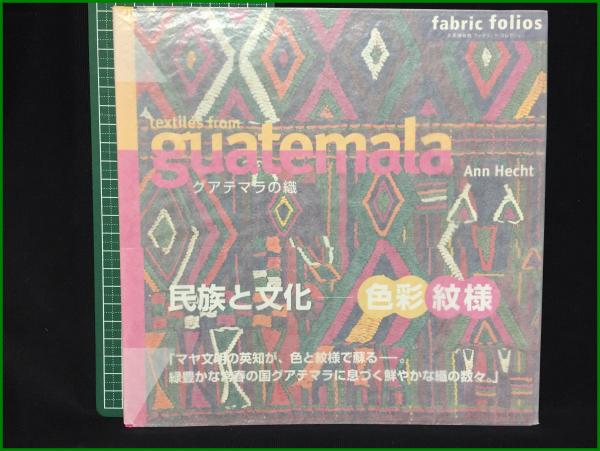 fabric folios
textiles from
guatemala
Ann Hecht
グアテマラの織
民族と文化 — 色彩紋様
「マヤ文明の英知が、色と紋様で蘇る—。
緑豊かな常春の国グアテマラに息づく鮮やかな織の数々。」